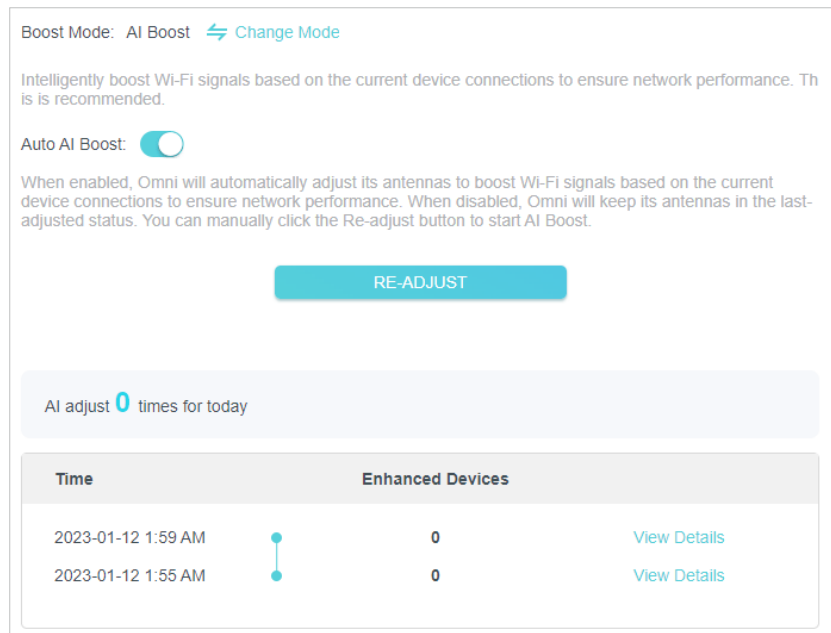 Boost Mode: AI Boost Change Mode
Intelligently boost Wi-Fi signals based on the current device connections to ensure network performance. Th
is is recommended.
Auto AI Boost:
When enabled, Omni will automatically adjust its antennas to boost Wi-Fi signals based on the current
device connections to ensure network performance. When disabled, Omni will keep its antennas in the last-
adjusted status. You can manually click the Re-adjust button to start AI Boost.
RE-ADJUST
AI adjust 0 times for today
Time Enhanced Devices
2023-01-12 1:59 AM 0 View Details
2023-01-12 1:55 AM 0 View Details